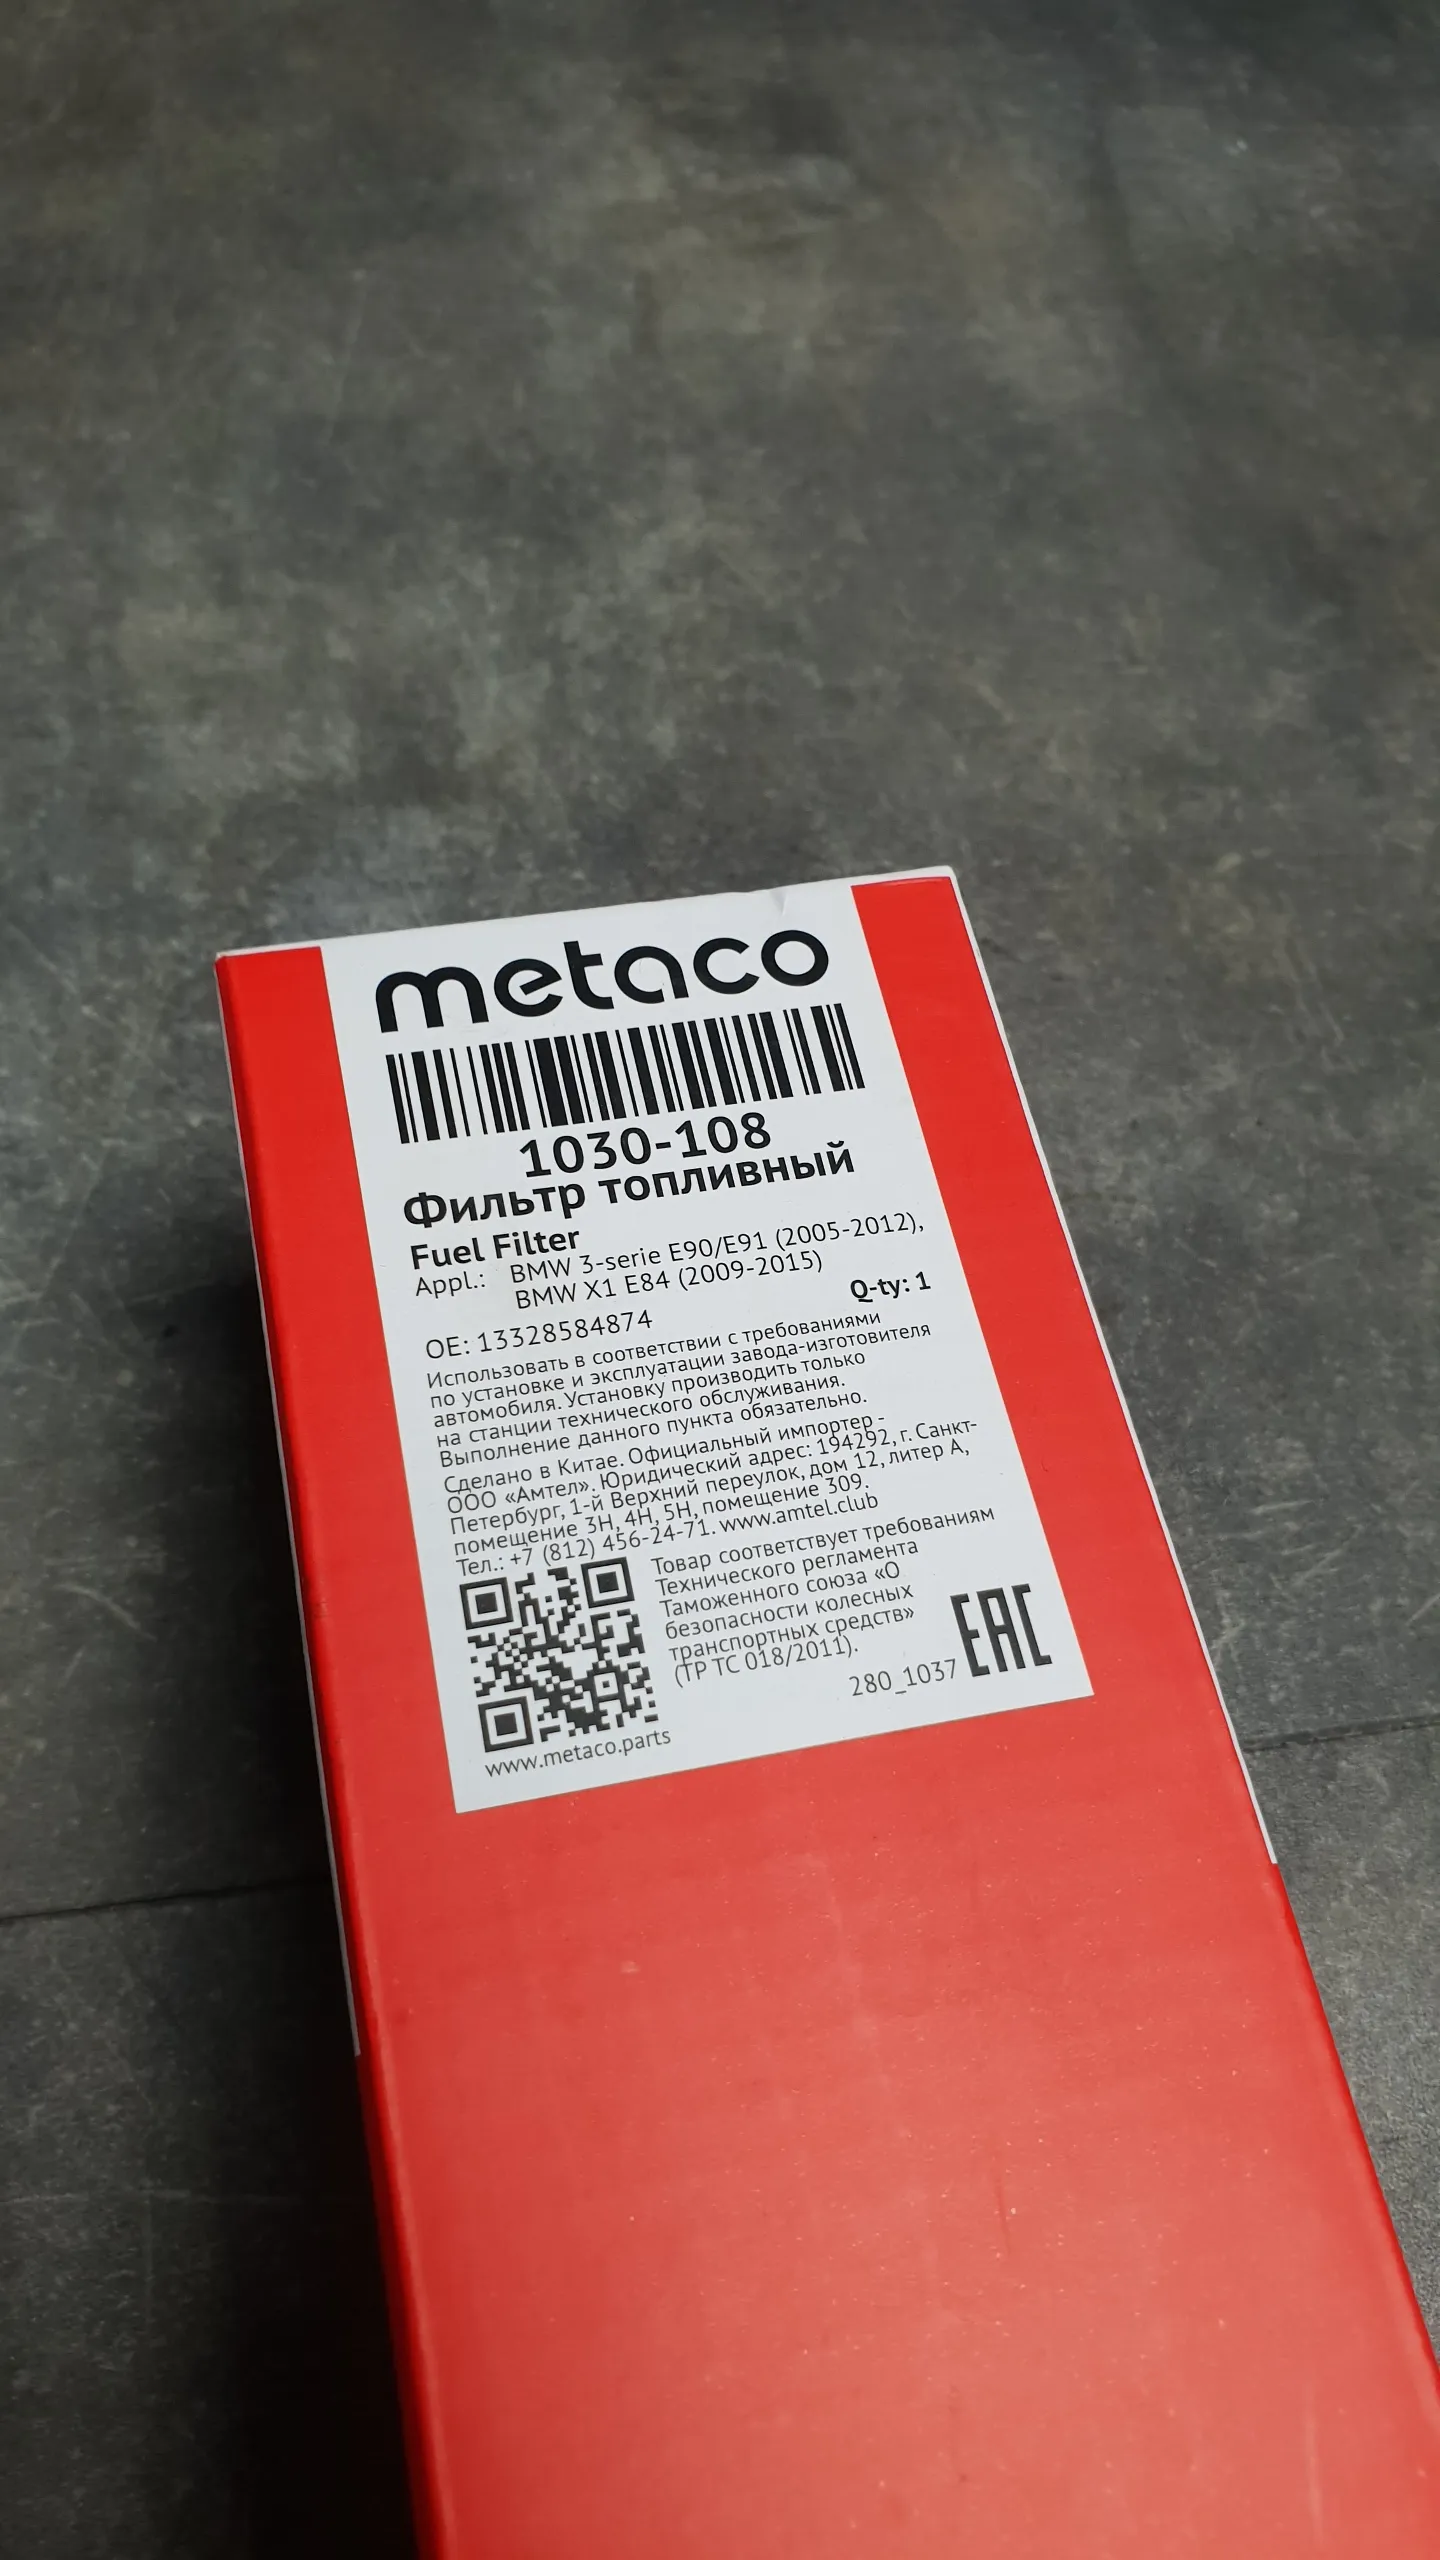 metaco
1030-108
Фильтр топливный
Fuel Filter
Appl.: BMW 3-serie E90/E91 (2005-2012),
BMW X1 E84 (2009-2015)
Q-ty: 1
OE: 13328584874
Использовать в соответствии с требованиями
по установке и эксплуатации завода-изготовителя
автомобиля. Установку производить только
на станции технического обслуживания.
Выполнение данного пункта обязательно.
Сделано в Китае. Официальный импортер -
ООО «Амтел». Юридический адрес: 194292, г. Санкт-
Петербург, 1-й Верхний переулок, дом 12, литер А,
помещение 3Н, 4Н, 5Н, помещение 309.
Тел.: +7 (812) 456-24-71. www.amtel.club
Товар соответствует требованиям
Технического регламента
Таможенного союза «О
безопасности колесных
транспортных средств»
(ТР ТС 018/2011).
280_1037
EAC
www.metaco.parts